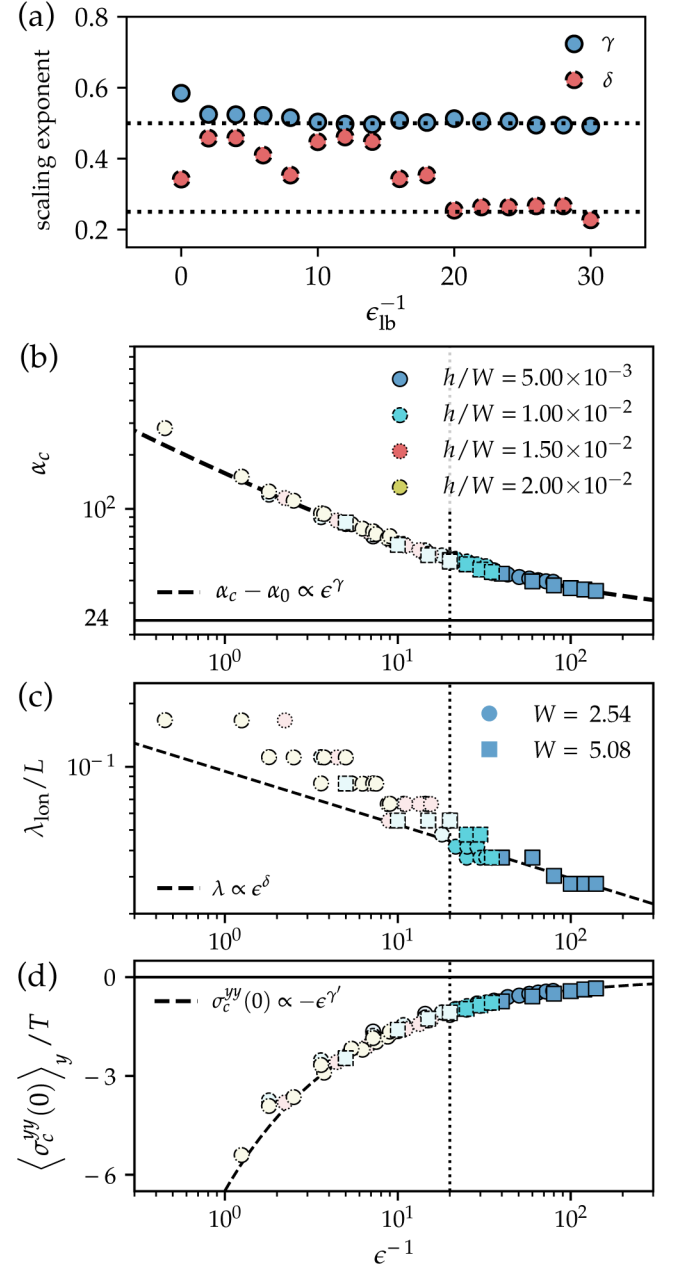 (a)
0.8
0.6
0.4
0.2
scaling exponent
γ
δ
0
10
20
30
ϵ_lb^−1
(b)
α_c
10^2
24
h/W = 5.00×10^−3
h/W = 1.00×10^−2
h/W = 1.50×10^−2
h/W = 2.00×10^−2
α_c − α_0 ∝ ϵ^γ
10^0
10^1
10^2
(c)
λ_lon/L
10^−1
W = 2.54
W = 5.08
λ ∝ ϵ^δ
10^0
10^1
10^2
(d)
⟨σ_c^yy(0)⟩_y /T
0
−3
−6
σ_c^yy(0) ∝ −ϵ^γ′
10^0
10^1
10^2
ϵ^−1